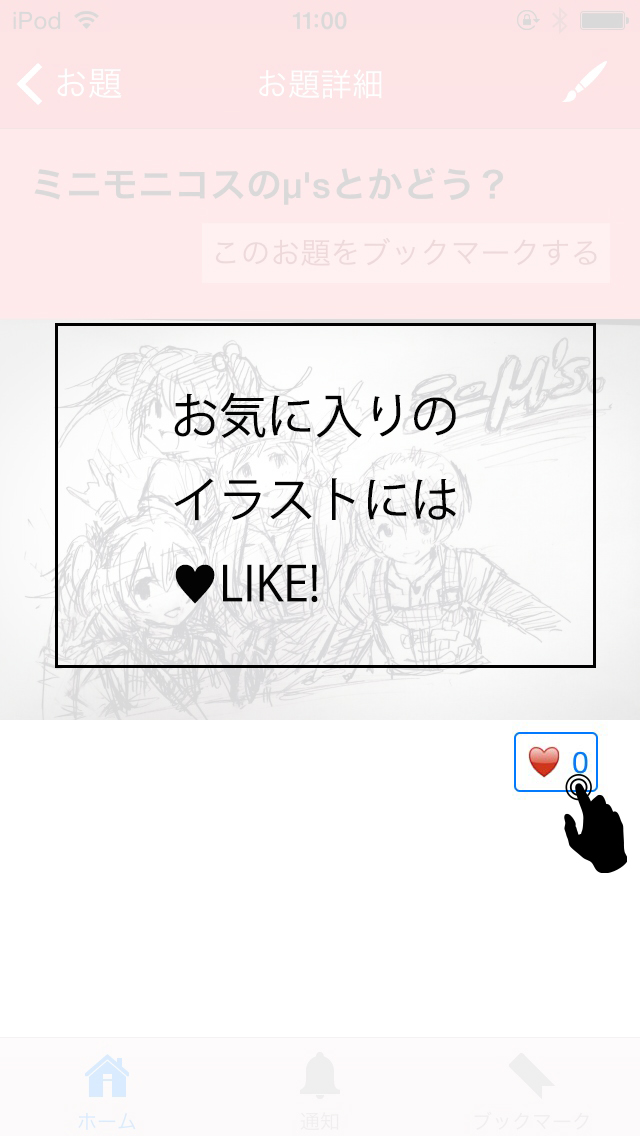 iPod 11:00
お題 お題詳細
ミニモニコスのμ'sとかどう？
このお題をブックマークする
μ's.
お気に入りの
イラストには
♥LIKE!
0
ホーム 通知 ブックマーク